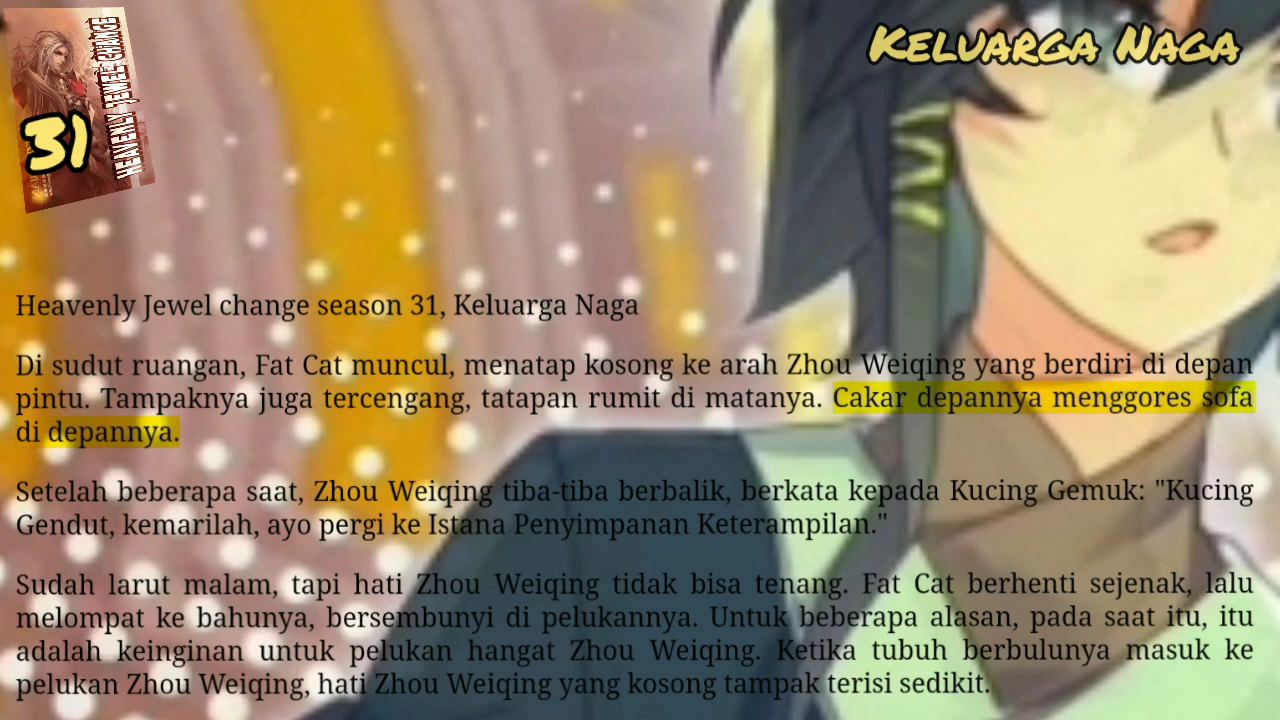 HEAVENLY JEWEL CHANGE
31
Keluarga Naga
Heavenly Jewel change season 31, Keluarga Naga
Di sudut ruangan, Fat Cat muncul, menatap kosong ke arah Zhou Weiqing yang berdiri di depan
pintu. Tampaknya juga tercengang, tatapan rumit di matanya. Cakar depannya menggores sofa
di depannya.
Setelah beberapa saat, Zhou Weiqing tiba-tiba berbalik, berkata kepada Kucing Gemuk: "Kucing
Gendut, kemarilah, ayo pergi ke Istana Penyimpanan Keterampilan."
Sudah larut malam, tapi hati Zhou Weiqing tidak bisa tenang. Fat Cat berhenti sejenak, lalu
melompat ke bahunya, bersembunyi di pelukannya. Untuk beberapa alasan, pada saat itu, itu
adalah keinginan untuk pelukan hangat Zhou Weiqing. Ketika tubuh berbulunya masuk ke
pelukan Zhou Weiqing, hati Zhou Weiqing yang kosong tampak terisi sedikit.